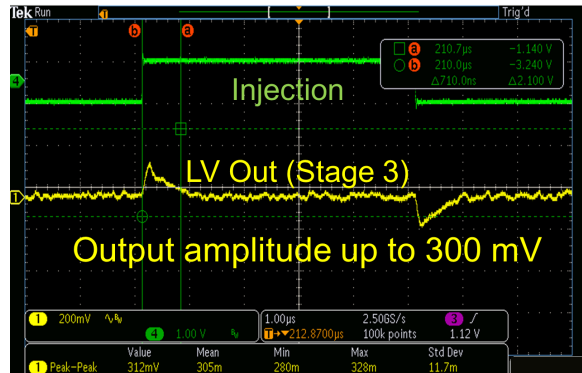 Tek Run Trig'd
T
b a
a 210.7µs -1.140 V
b 210.0µs -3.240 V
Δ710.0ns Δ2.100 V
4
Injection
LV Out (Stage 3)
1
Output amplitude up to 300 mV
1 200mV ∿BW 1.00µs 2.50GS/s 3 ∫
4 1.00 V BW T→▼212.8700µs 100k points 1.12 V
Value Mean Min Max Std Dev
1 Peak-Peak 312mV 305m 280m 328m 11.7m